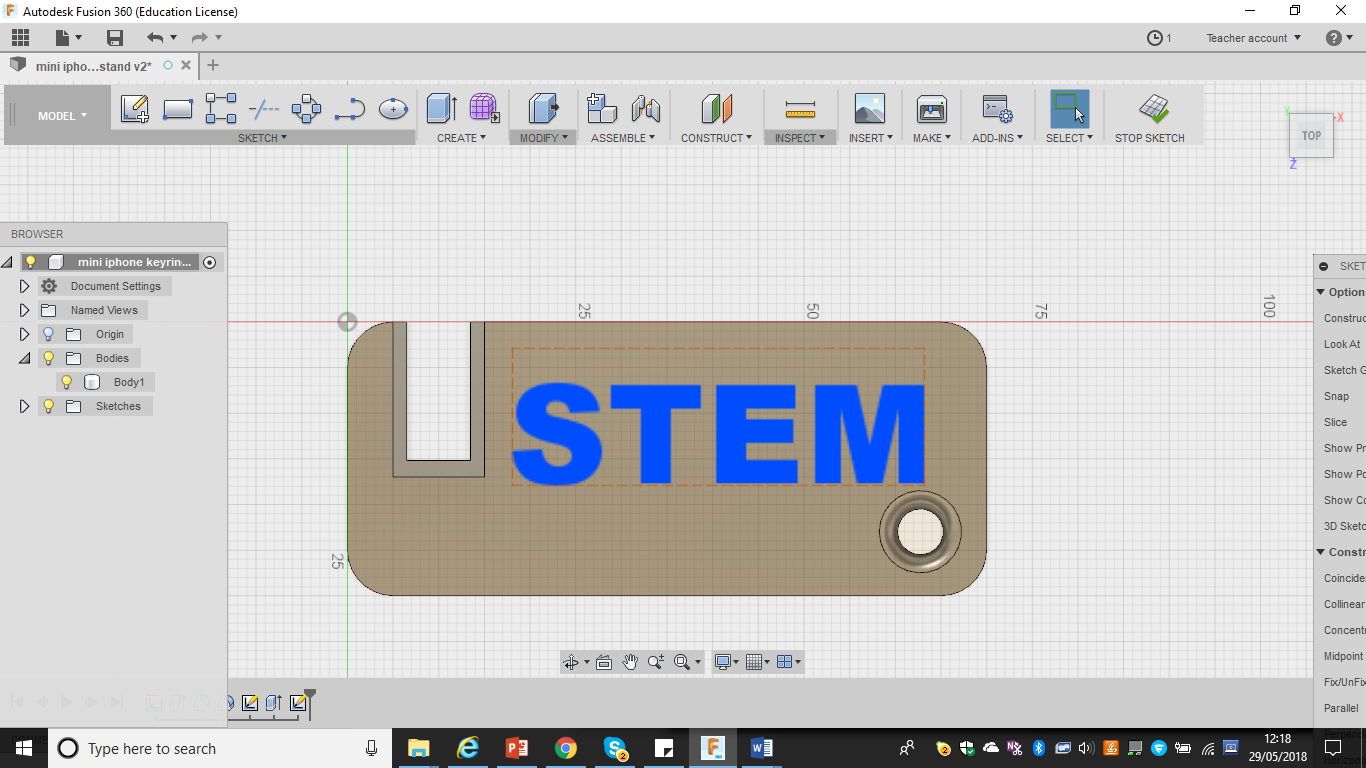 Autodesk Fusion 360 (Education License)
1 Teacher account
mini ipho...stand v2*
MODEL
SKETCH CREATE MODIFY ASSEMBLE CONSTRUCT INSPECT INSERT MAKE ADD-INS SELECT STOP SKETCH
Y X
TOP
Z
BROWSER
mini iphone keyrin...
Document Settings
Named Views
Origin
Bodies
Body1
Sketches
25 50 75 100
25
STEM
SKET
Option
Construc
Look At
Sketch G
Snap
Slice
Show Pr
Show Po
Show Co
3D Sketc
Constr
Coincide
Collinear
Concentr
Midpoint
Fix/UnFix
Parallel
Perpend
Horizon
Type here to search
12:18
29/05/2018